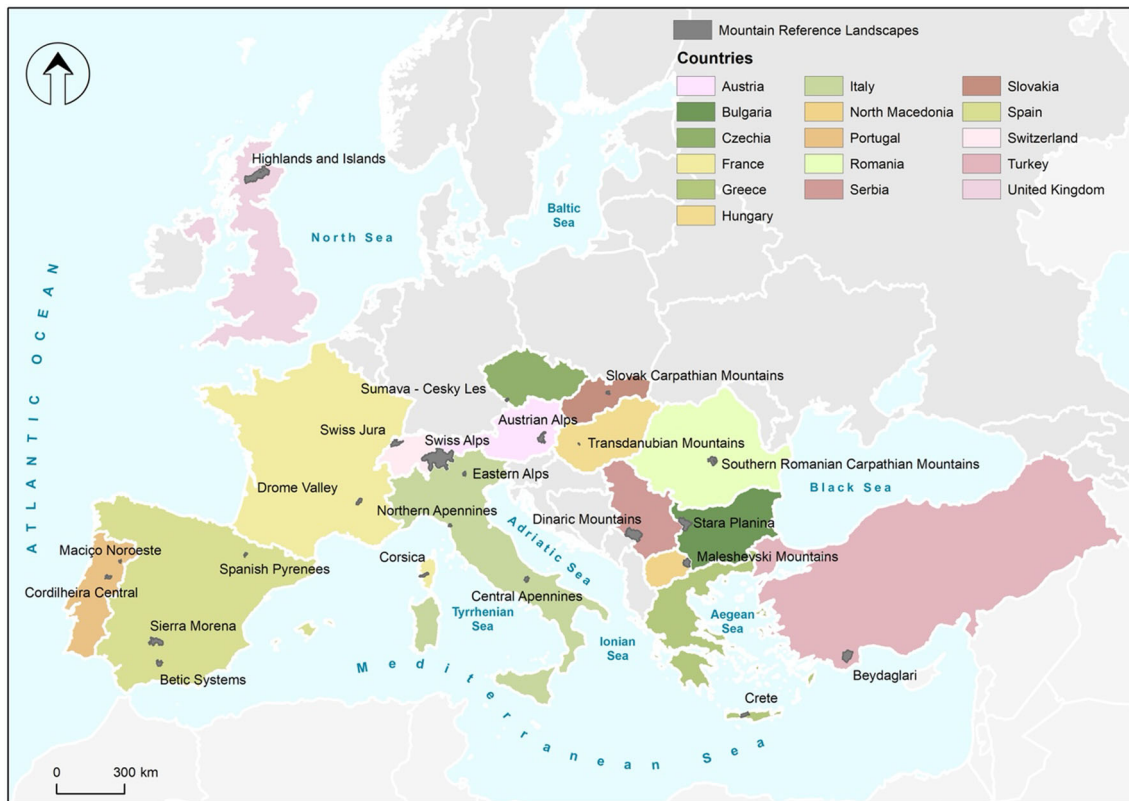 Mountain Reference Landscapes
Countries
Austria
Bulgaria
Czechia
France
Greece
Hungary
Italy
North Macedonia
Portugal
Romania
Serbia
Slovakia
Spain
Switzerland
Turkey
United Kingdom
Highlands and Islands
North Sea
Baltic
Sea
ATLANTIC OCEAN
Sumava - Cesky Les
Slovak Carpathian Mountains
Swiss Jura
Swiss Alps
Austrian Alps
Transdanubian Mountains
Eastern Alps
Southern Romanian Carpathian Mountains
Black Sea
Drome Valley
Northern Apennines
Adriatic Sea
Dinaric Mountains
Stara Planina
Maciço Noroeste
Spanish Pyrenees
Corsica
Maleshevski Mountains
Cordilheira Central
Central Apennines
Tyrrhenian
Sea
Aegean
Sea
Sierra Morena
Ionian
Sea
Betic Systems
Mediterranean Sea
Beydaglari
Crete
0 300 km